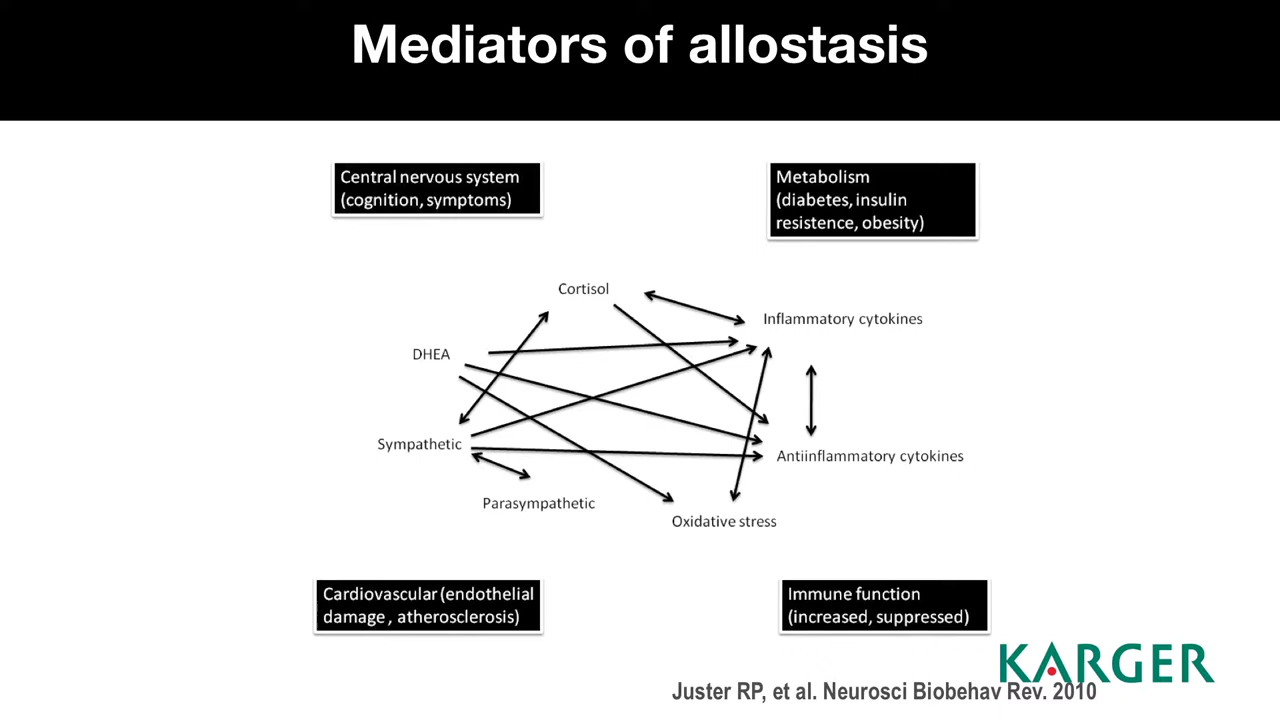 Mediators of allostasis
Central nervous system
(cognition, symptoms)
Metabolism
(diabetes, insulin
resistence, obesity)
Cortisol
Inflammatory cytokines
DHEA
Sympathetic
Antiinflammatory cytokines
Parasympathetic
Oxidative stress
Cardiovascular (endothelial
damage , atherosclerosis)
Immune function
(increased, suppressed)
KARGER
Juster RP, et al. Neurosci Biobehav Rev. 2010